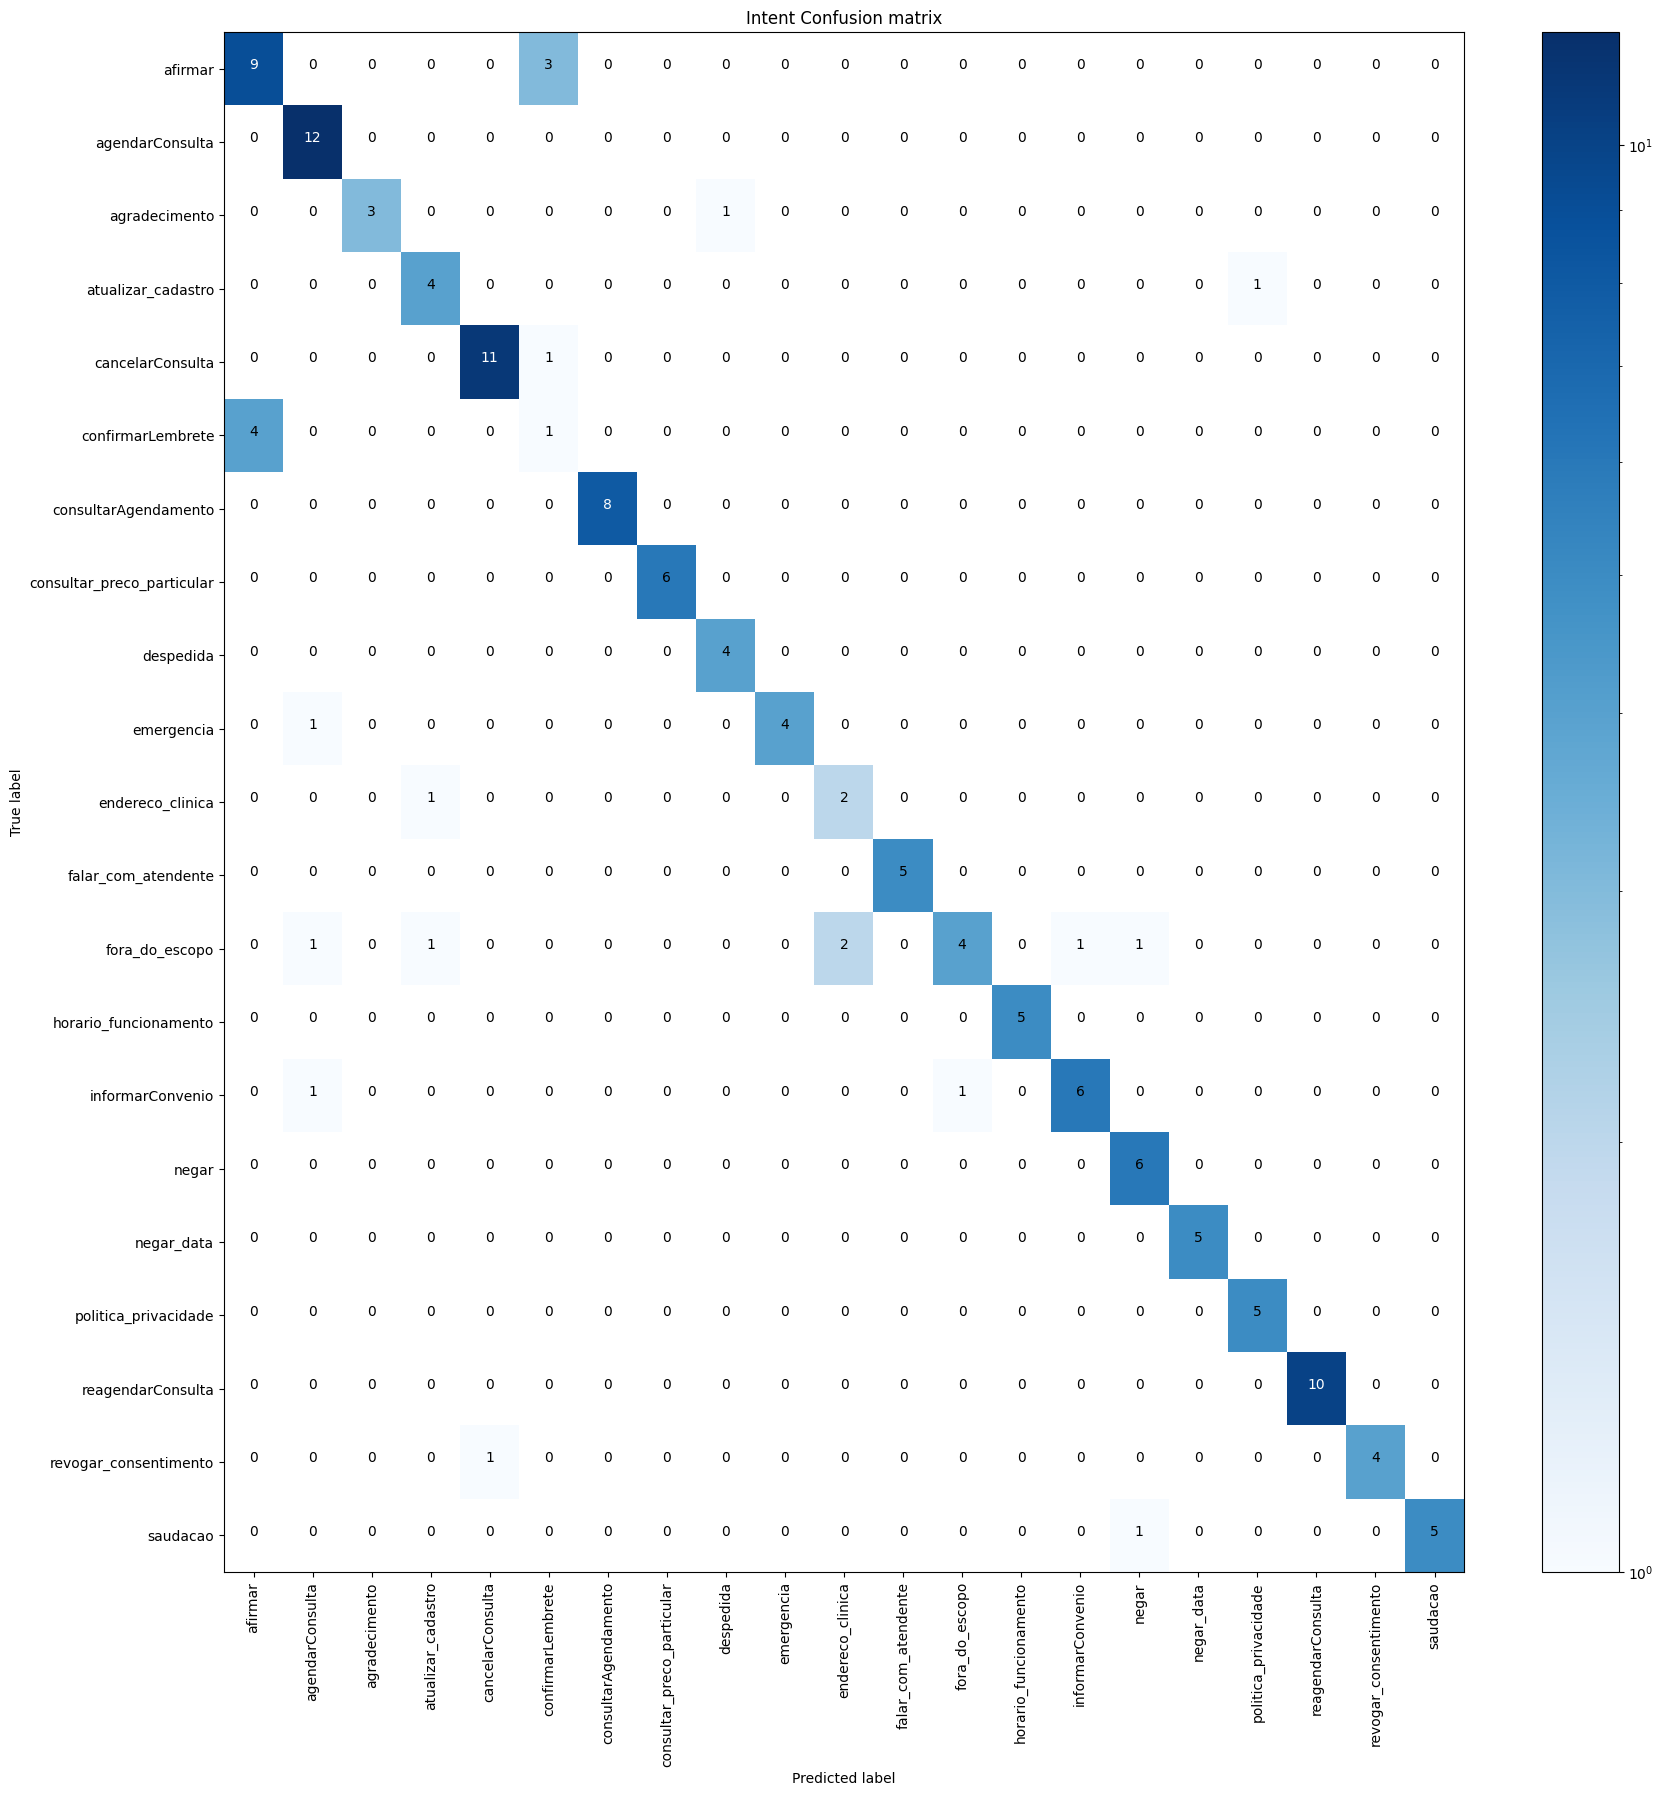 Intent Confusion matrix
afirmar 9 0 0 0 0 3 0 0 0 0 0 0 0 0 0 0 0 0 0 0 0
agendarConsulta 0 12 0 0 0 0 0 0 0 0 0 0 0 0 0 0 0 0 0 0 0
agradecimento 0 0 3 0 0 0 0 0 1 0 0 0 0 0 0 0 0 0 0 0 0
atualizar_cadastro 0 0 0 4 0 0 0 0 0 0 0 0 0 0 0 0 0 1 0 0 0
cancelarConsulta 0 0 0 0 11 1 0 0 0 0 0 0 0 0 0 0 0 0 0 0 0
confirmarLembrete 4 0 0 0 0 1 0 0 0 0 0 0 0 0 0 0 0 0 0 0 0
consultarAgendamento 0 0 0 0 0 0 8 0 0 0 0 0 0 0 0 0 0 0 0 0 0
consultar_preco_particular 0 0 0 0 0 0 0 6 0 0 0 0 0 0 0 0 0 0 0 0 0
despedida 0 0 0 0 0 0 0 0 4 0 0 0 0 0 0 0 0 0 0 0 0
emergencia 0 1 0 0 0 0 0 0 0 4 0 0 0 0 0 0 0 0 0 0 0
endereco_clinica 0 0 0 1 0 0 0 0 0 0 2 0 0 0 0 0 0 0 0 0 0
falar_com_atendente 0 0 0 0 0 0 0 0 0 0 0 5 0 0 0 0 0 0 0 0 0
fora_do_escopo 0 1 0 1 0 0 0 0 0 0 2 0 4 0 1 1 0 0 0 0 0
horario_funcionamento 0 0 0 0 0 0 0 0 0 0 0 0 0 5 0 0 0 0 0 0 0
informarConvenio 0 1 0 0 0 0 0 0 0 0 0 0 1 0 6 0 0 0 0 0 0
negar 0 0 0 0 0 0 0 0 0 0 0 0 0 0 0 6 0 0 0 0 0
negar_data 0 0 0 0 0 0 0 0 0 0 0 0 0 0 0 0 5 0 0 0 0
politica_privacidade 0 0 0 0 0 0 0 0 0 0 0 0 0 0 0 0 0 5 0 0 0
reagendarConsulta 0 0 0 0 0 0 0 0 0 0 0 0 0 0 0 0 0 0 10 0 0
revogar_consentimento 0 0 0 0 1 0 0 0 0 0 0 0 0 0 0 0 0 0 0 4 0
saudacao 0 0 0 0 0 0 0 0 0 0 0 0 0 0 0 1 0 0 0 0 5
True label
afirmar
agendarConsulta
agradecimento
atualizar_cadastro
cancelarConsulta
confirmarLembrete
consultarAgendamento
consultar_preco_particular
despedida
emergencia
endereco_clinica
falar_com_atendente
fora_do_escopo
horario_funcionamento
informarConvenio
negar
negar_data
politica_privacidade
reagendarConsulta
revogar_consentimento
saudacao
Predicted label
10¹
10⁰